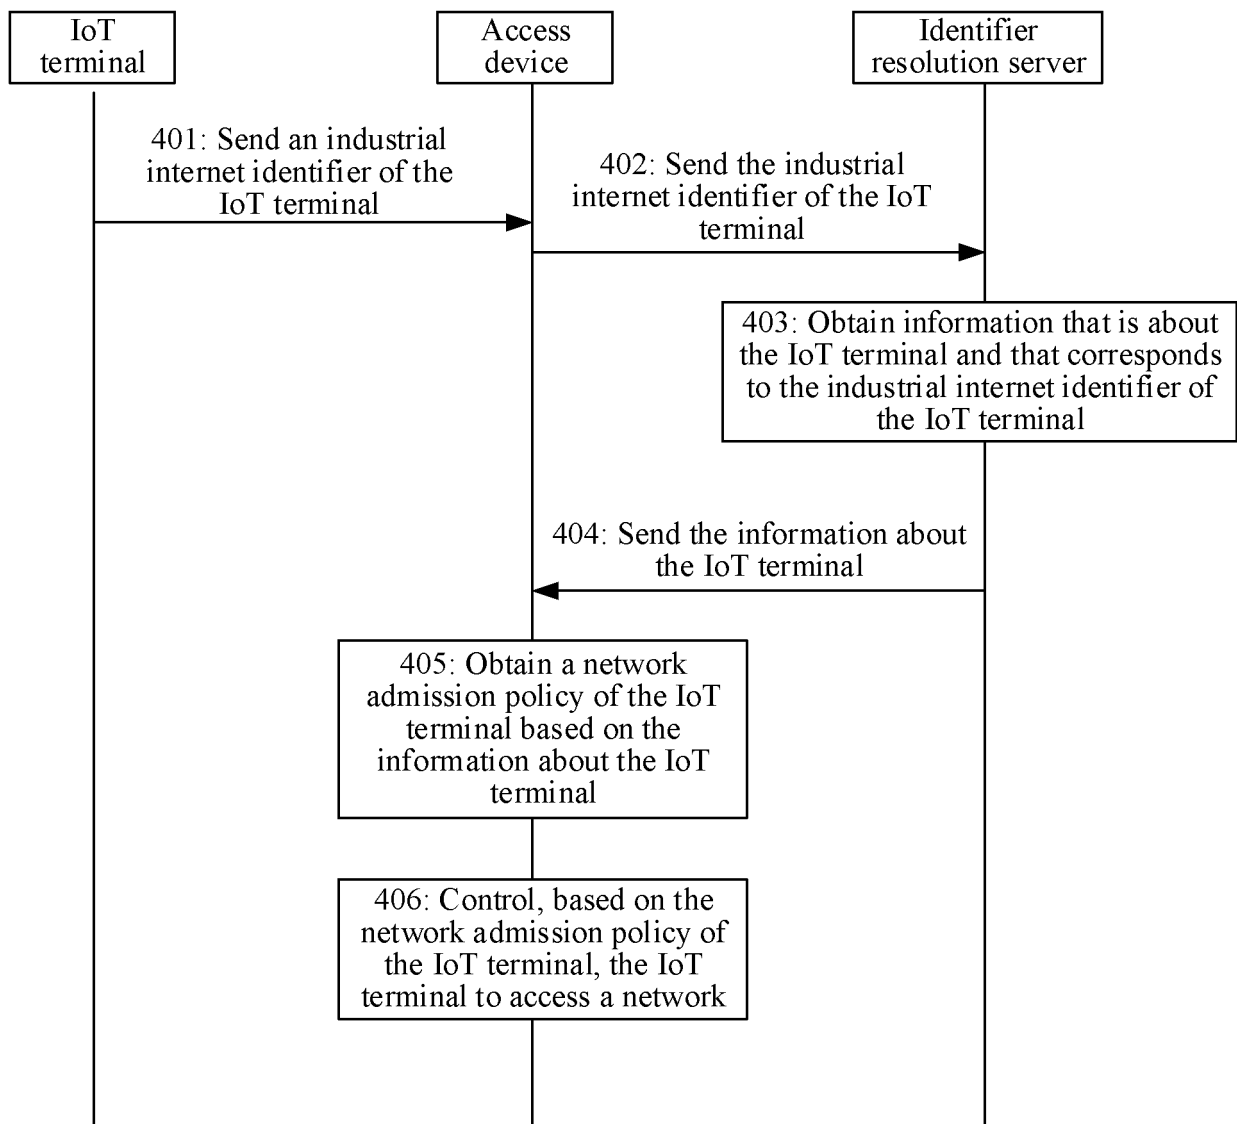 IoT
terminal
Access
device
Identifier
resolution server
401: Send an industrial
internet identifier of the
IoT terminal
402: Send the industrial
internet identifier of the IoT
terminal
403: Obtain information that is about
the IoT terminal and that corresponds
to the industrial internet identifier of
the IoT terminal
404: Send the information about
the IoT terminal
405: Obtain a network
admission policy of the IoT
terminal based on the
information about the IoT
terminal
406: Control, based on the
network admission policy of
the IoT terminal, the IoT
terminal to access a network